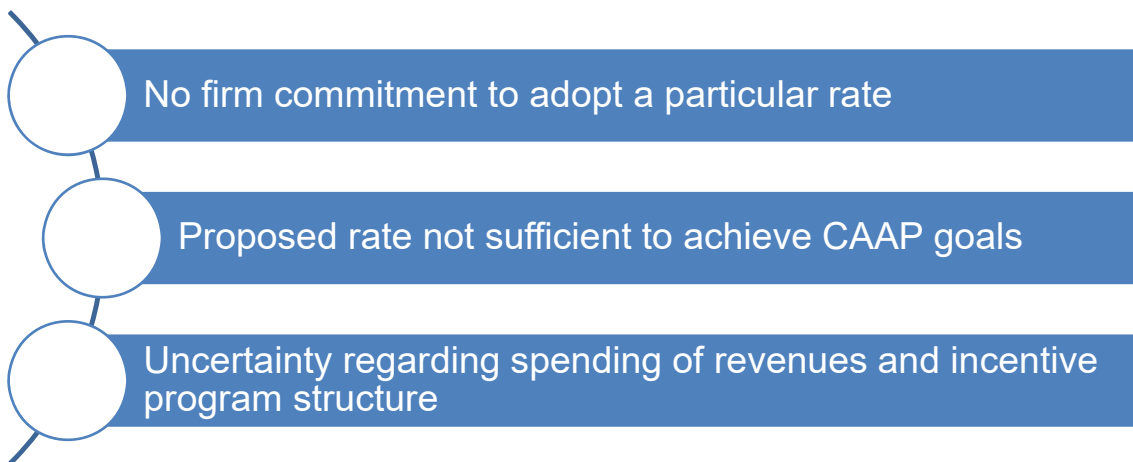 No firm commitment to adopt a particular rate
Proposed rate not sufficient to achieve CAAP goals
Uncertainty regarding spending of revenues and incentive
program structure